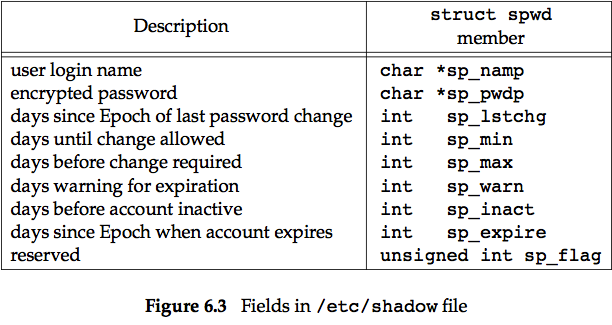 Description struct spwd
member
user login name char *sp_namp
encrypted password char *sp_pwdp
days since Epoch of last password change int sp_lstchg
days until change allowed int sp_min
days before change required int sp_max
days warning for expiration int sp_warn
days before account inactive int sp_inact
days since Epoch when account expires int sp_expire
reserved unsigned int sp_flag
Figure 6.3 Fields in /etc/shadow file